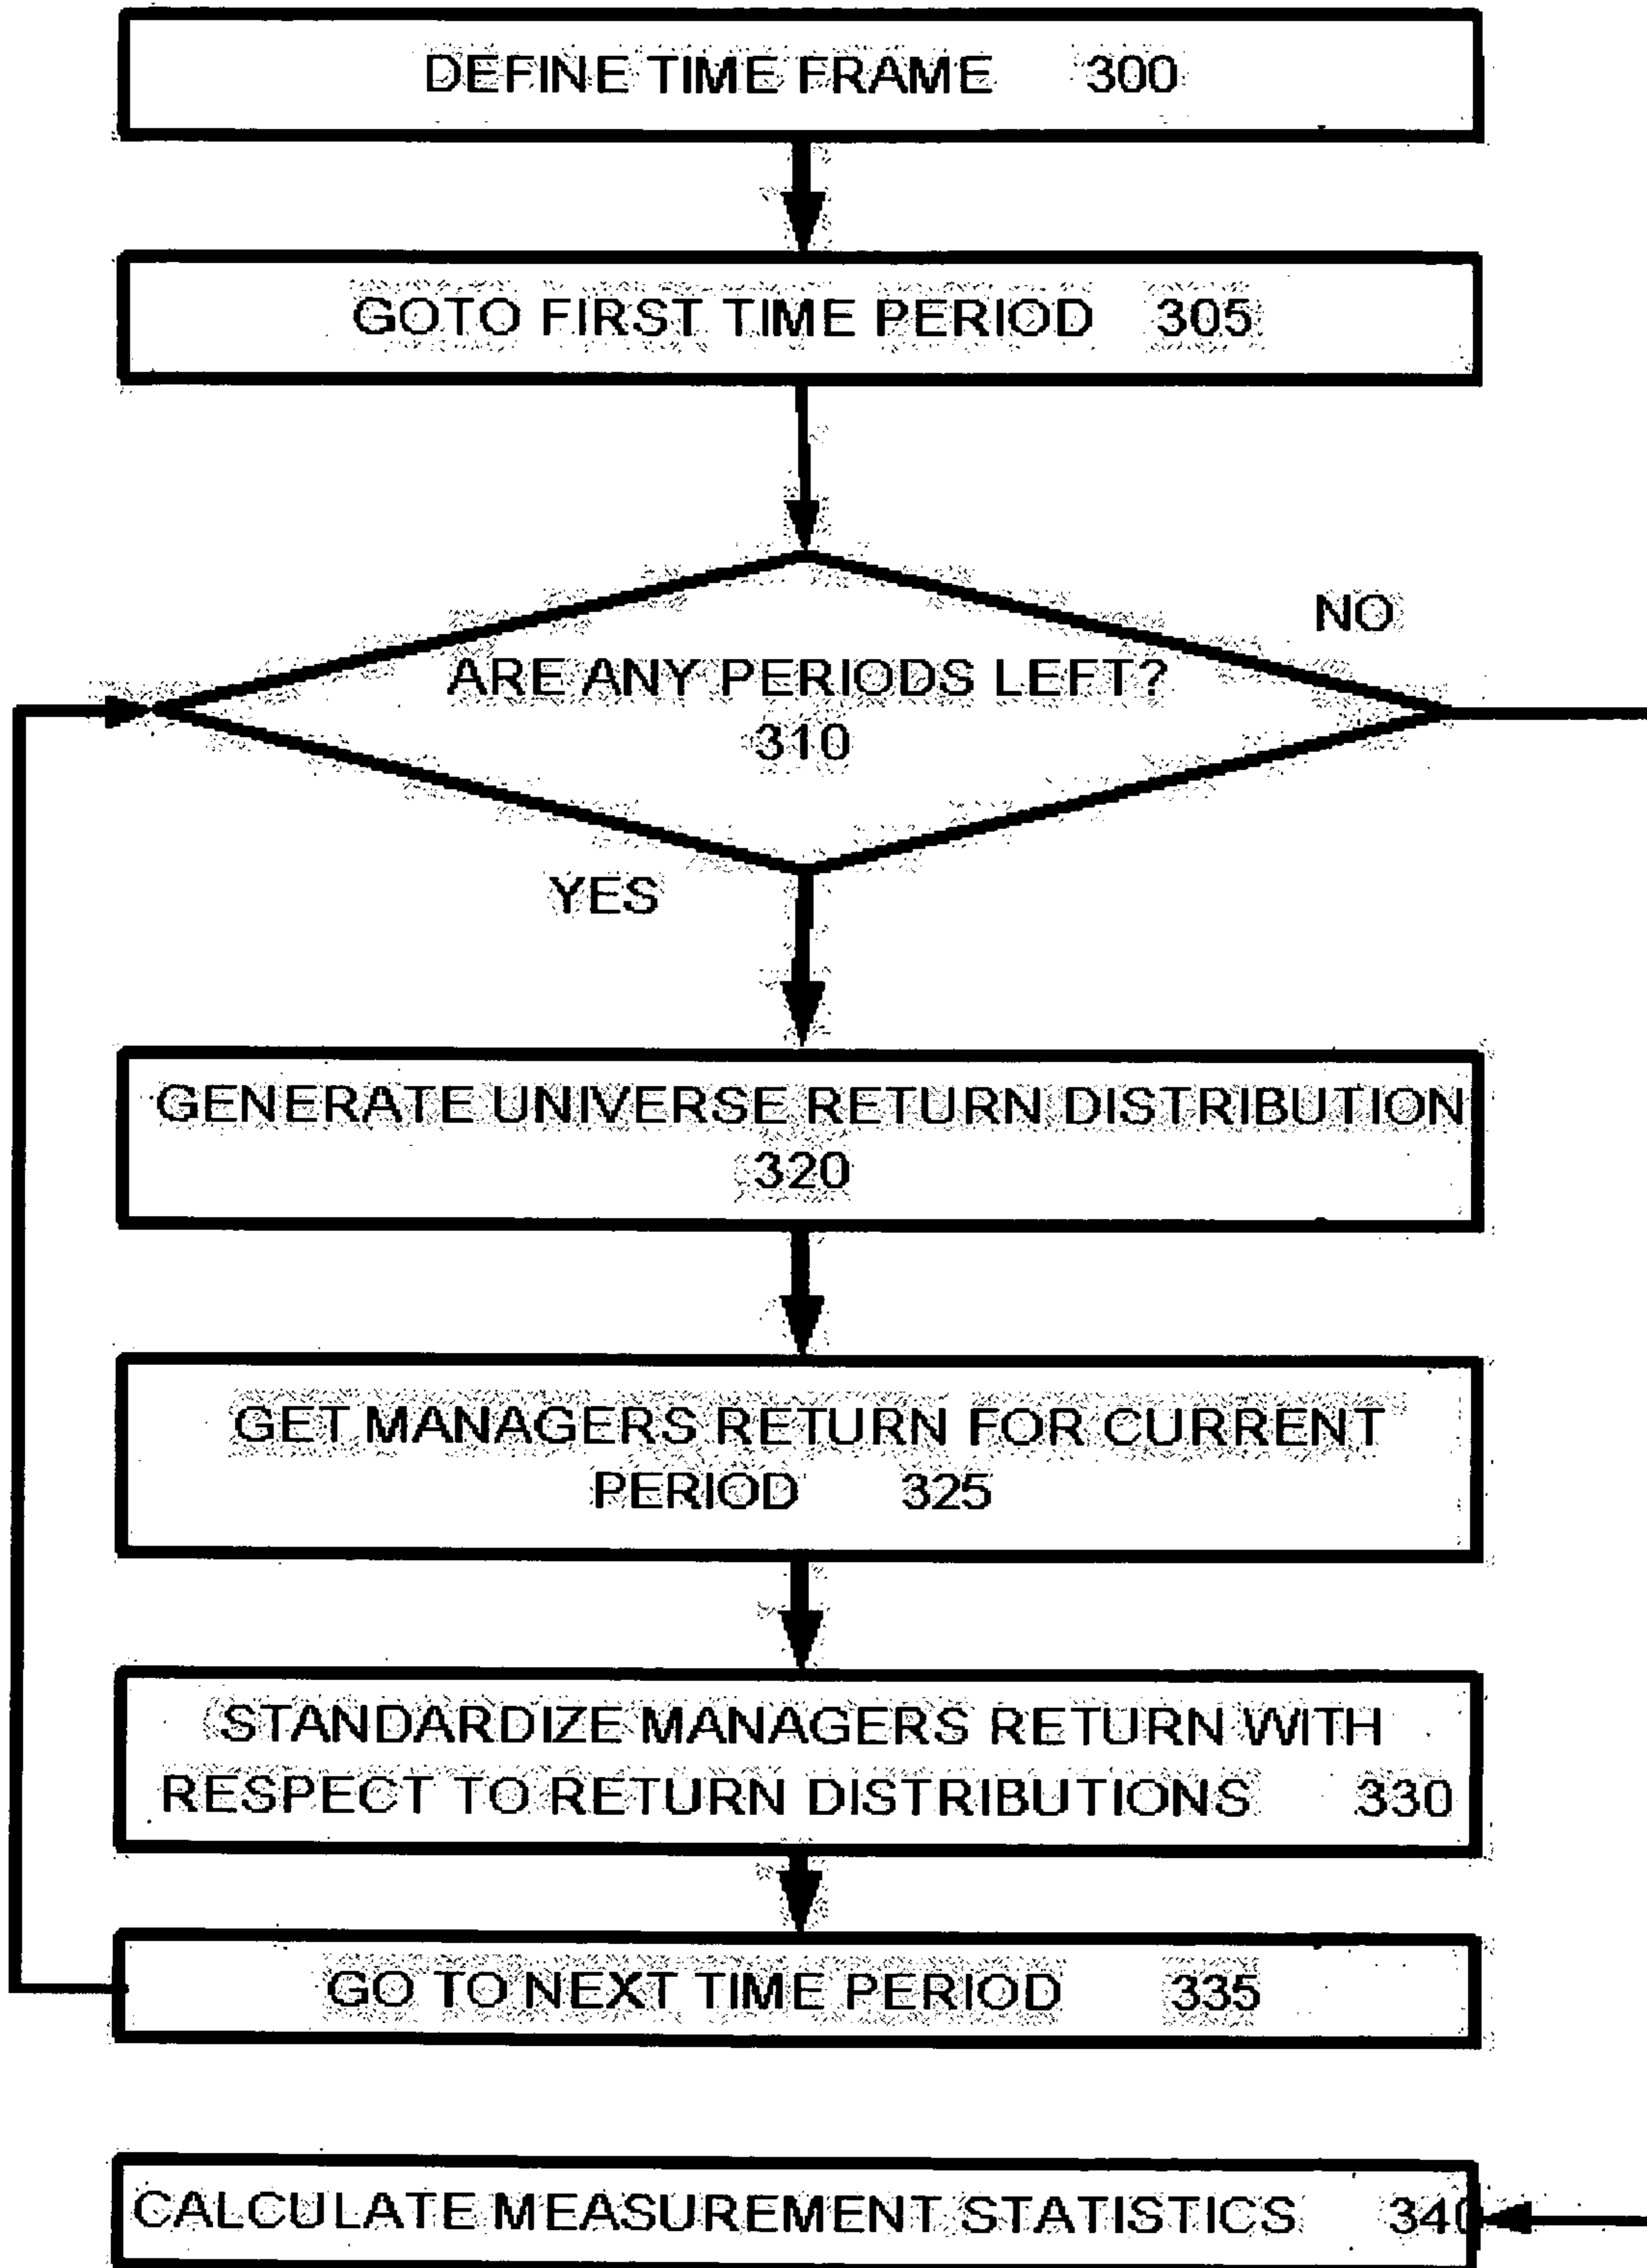 DEFINE TIME FRAME 300
GOTO FIRST TIME PERIOD 305
NO
ARE ANY PERIODS LEFT?
310
YES
GENERATE UNIVERSE RETURN DISTRIBUTION
320
GET MANAGERS RETURN FOR CURRENT
PERIOD 325
STANDARDIZE MANAGERS RETURN WITH
RESPECT TO RETURN DISTRIBUTIONS 330
GO TO NEXT TIME PERIOD 335
CALCULATE MEASUREMENT STATISTICS 340